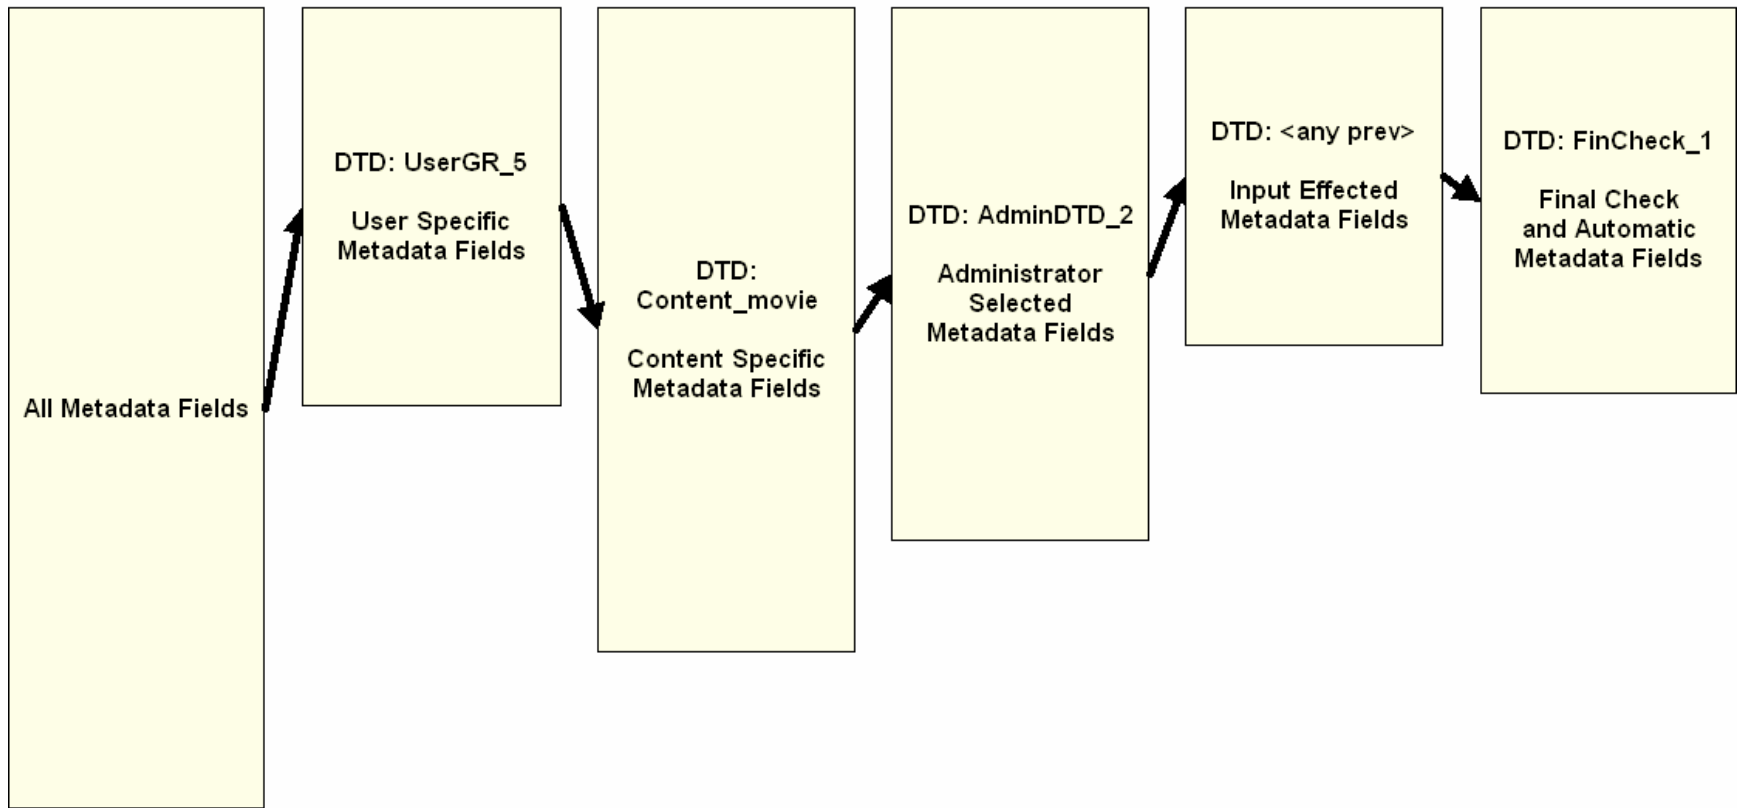 All Metadata Fields
DTD: UserGR_5
User Specific
Metadata Fields
DTD:
Content_movie
Content Specific
Metadata Fields
DTD: AdminDTD_2
Administrator
Selected
Metadata Fields
DTD: <any prev>
Input Effected
Metadata Fields
DTD: FinCheck_1
Final Check
and Automatic
Metadata Fields